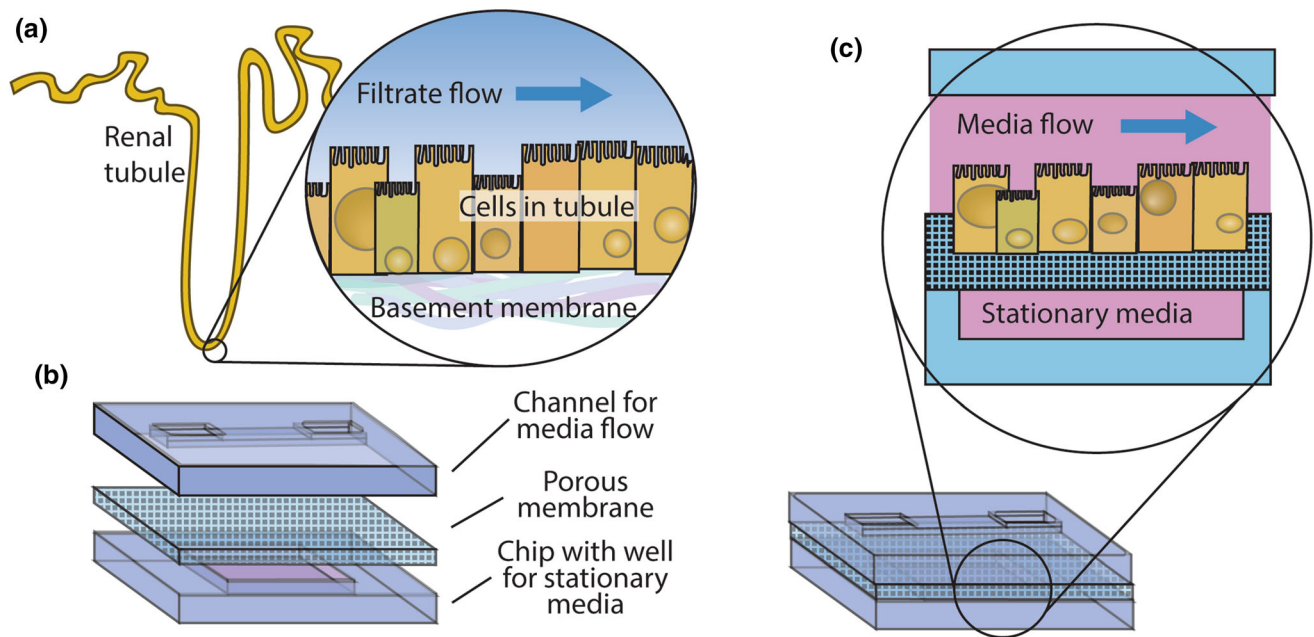 (a)
Renal
tubule
Filtrate flow
Cells in tubule
Basement membrane
(b)
Channel for
media flow
Porous
membrane
Chip with well
for stationary
media
(c)
Media flow
Stationary media